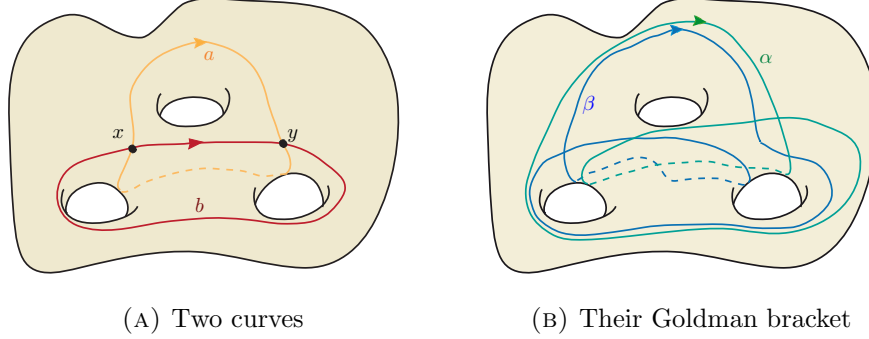 a
x
y
b
α
β
(A) Two curves
(B) Their Goldman bracket